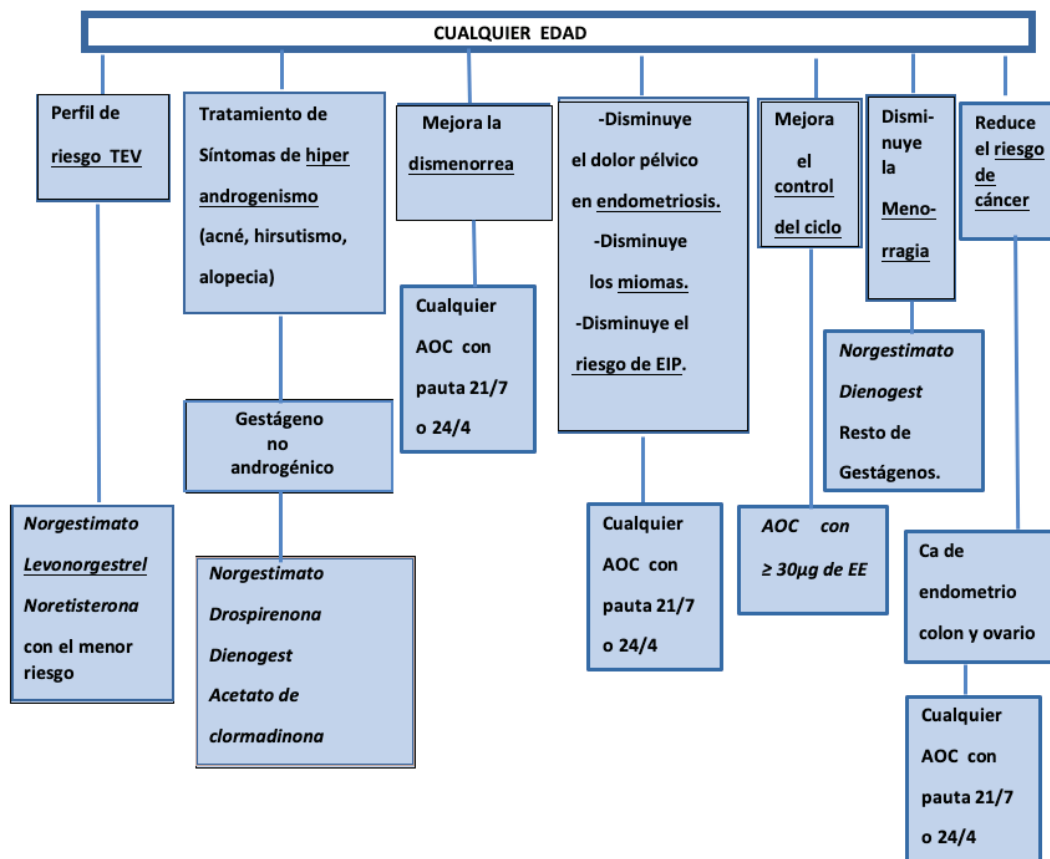 CUALQUIER EDAD
Perfil de
riesgo TEV
Norgestimato
Levonorgestrel
Noretisterona
con el menor
riesgo
Tratamiento de
Síntomas de hiper
androgenismo
(acné, hirsutismo,
alopecia)
Gestágeno
no
androgénico
Norgestimato
Drospirenona
Dienogest
Acetato de
clormadinona
Mejora la
dismenorrea
Cualquier
AOC con
pauta 21/7
o 24/4
-Disminuye
el dolor pélvico
en endometriosis.
-Disminuye
los miomas.
-Disminuye el
riesgo de EIP.
Cualquier
AOC con
pauta 21/7
o 24/4
Mejora
el
control
del ciclo
AOC con
≥ 30µg de EE
Dismi-
nuye
la
Meno-
rragia
Norgestimato
Dienogest
Resto de
Gestágenos.
Reduce
el riesgo
de
cáncer
Ca de
endometrio
colon y ovario
Cualquier
AOC con
pauta 21/7
o 24/4